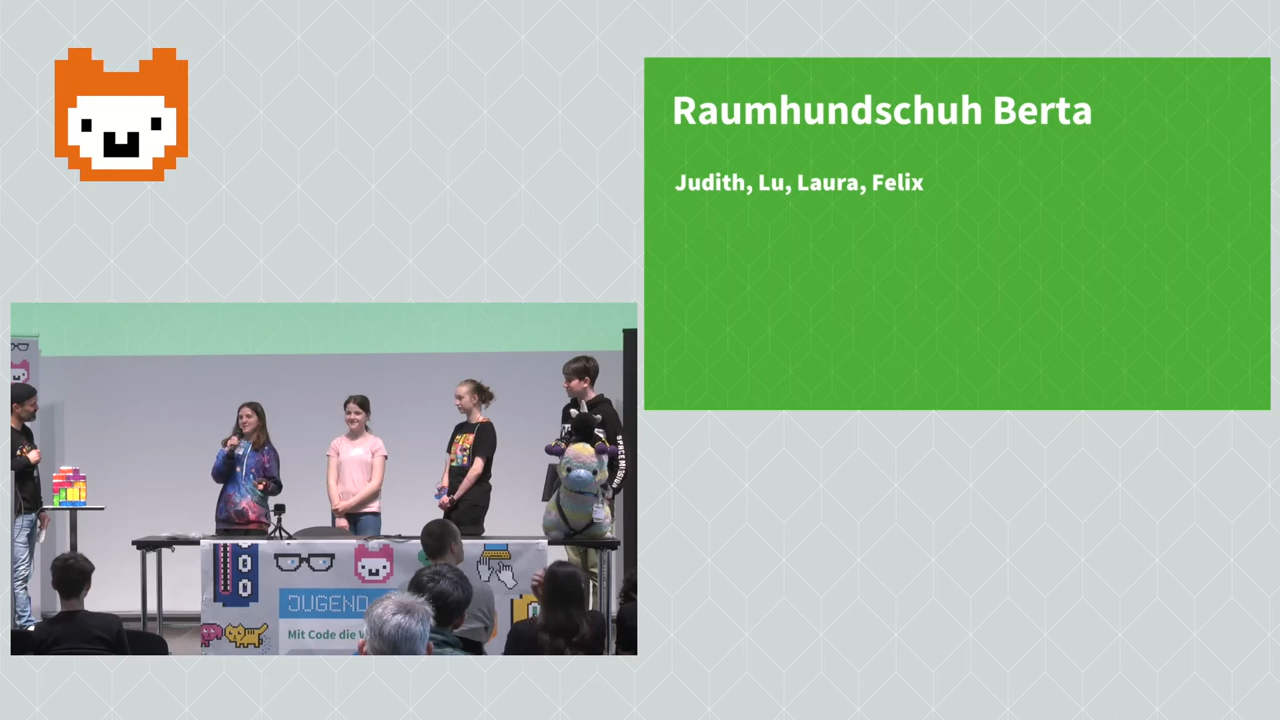 Raumhundschuh Berta
Judith, Lu, Laura, Felix
SPACE MISSION
JUGEND
Mit Code die